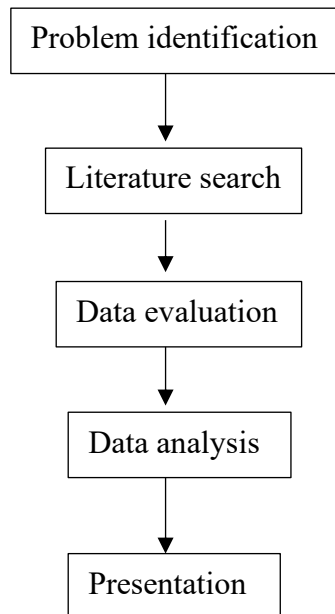 Problem identification
Literature search
Data evaluation
Data analysis
Presentation